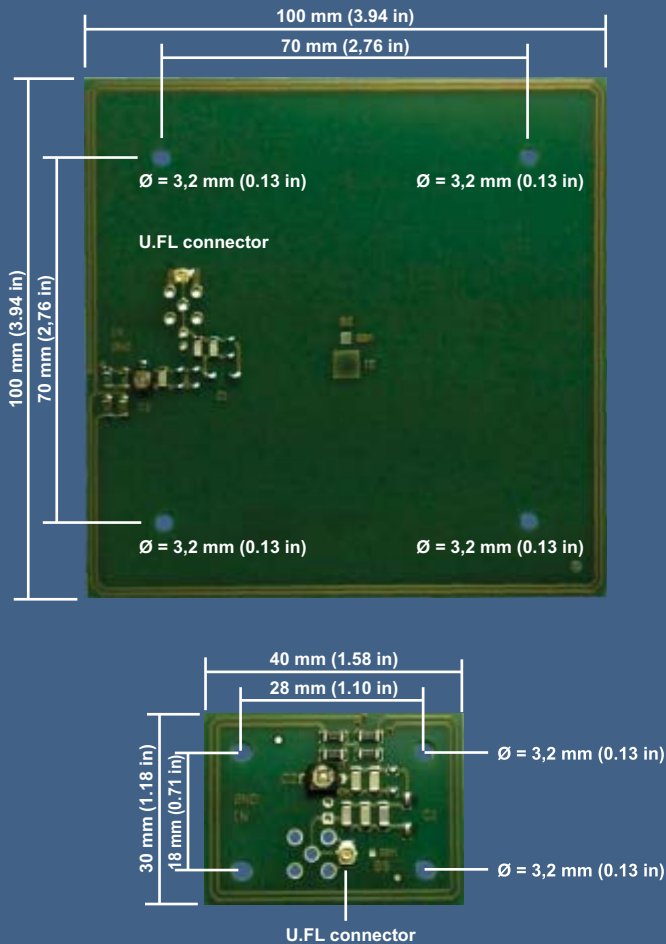 100 mm (3.94 in)
70 mm (2,76 in)
Ø = 3,2 mm (0.13 in)
Ø = 3,2 mm (0.13 in)
U.FL connector
100 mm (3.94 in)
70 mm (2,76 in)
Ø = 3,2 mm (0.13 in)
Ø = 3,2 mm (0.13 in)
40 mm (1.58 in)
28 mm (1.10 in)
30 mm (1.18 in)
18 mm (0.71 in)
Ø = 3,2 mm (0.13 in)
Ø = 3,2 mm (0.13 in)
U.FL connector